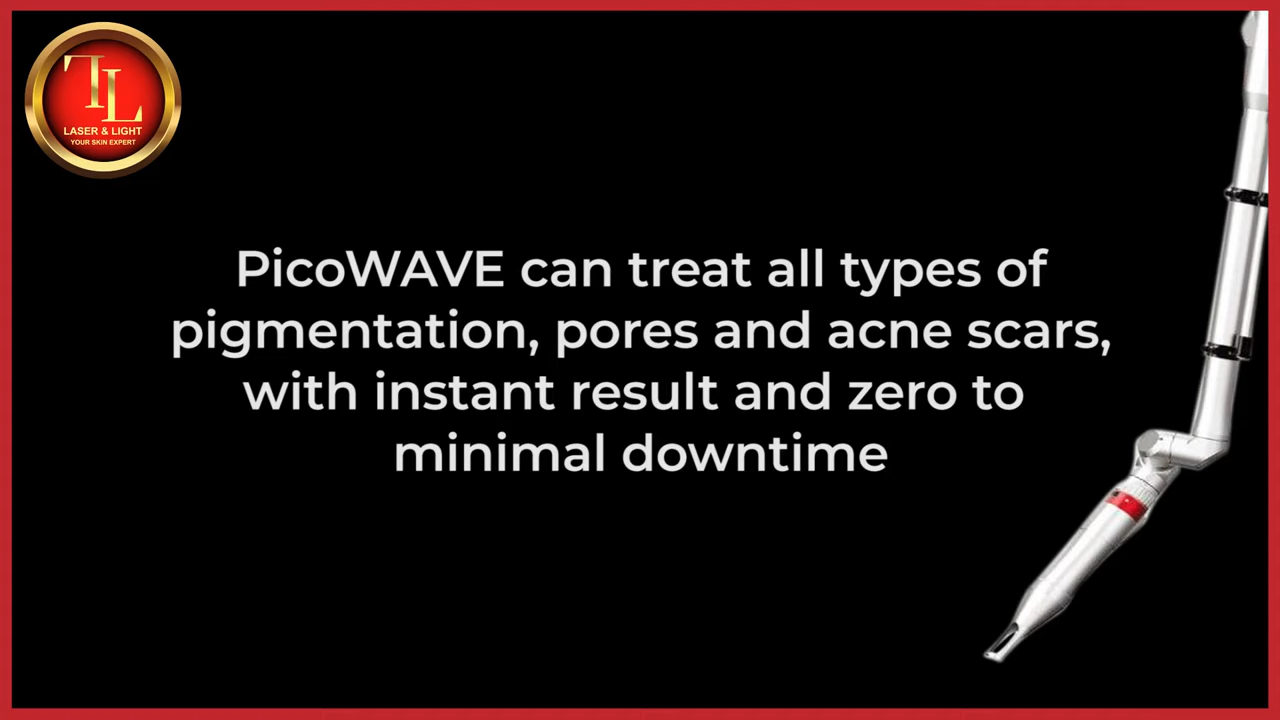 TL
LASER & LIGHT
YOUR SKIN EXPERT
PicoWAVE can treat all types of
pigmentation, pores and acne scars,
with instant result and zero to
minimal downtime